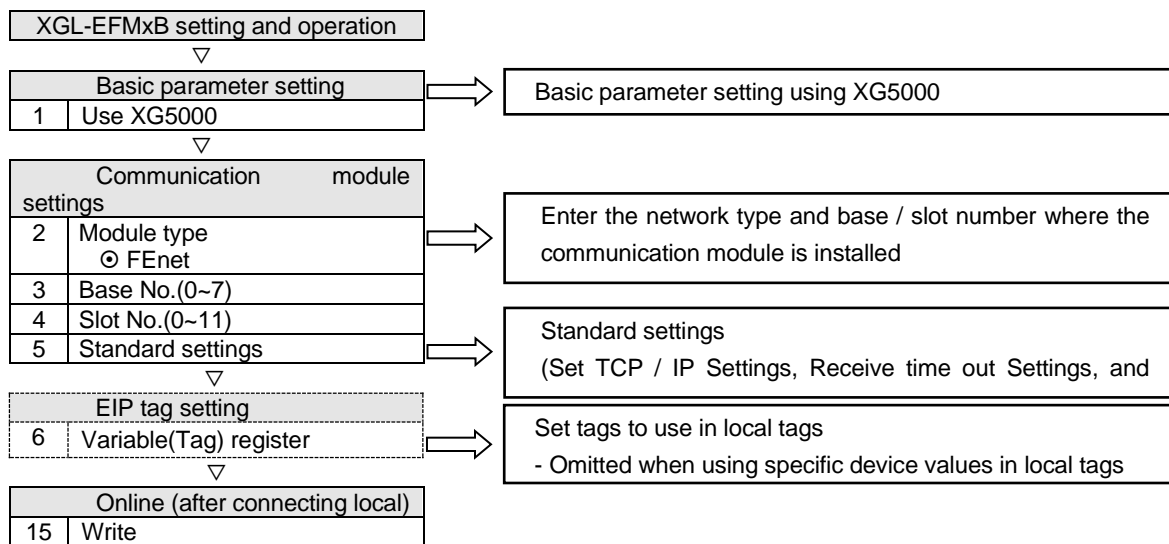 XGL-EFMxB setting and operation
▽
Basic parameter setting
1 Use XG5000
Basic parameter setting using XG5000
▽
Communication module
settings
2 Module type
⊙ FEnet
3 Base No.(0~7)
4 Slot No.(0~11)
5 Standard settings
Enter the network type and base / slot number where the
communication module is installed
Standard settings
(Set TCP / IP Settings, Receive time out Settings, and
▽
EIP tag setting
6 Variable(Tag) register
Set tags to use in local tags
- Omitted when using specific device values in local tags
▽
Online (after connecting local)
15 Write